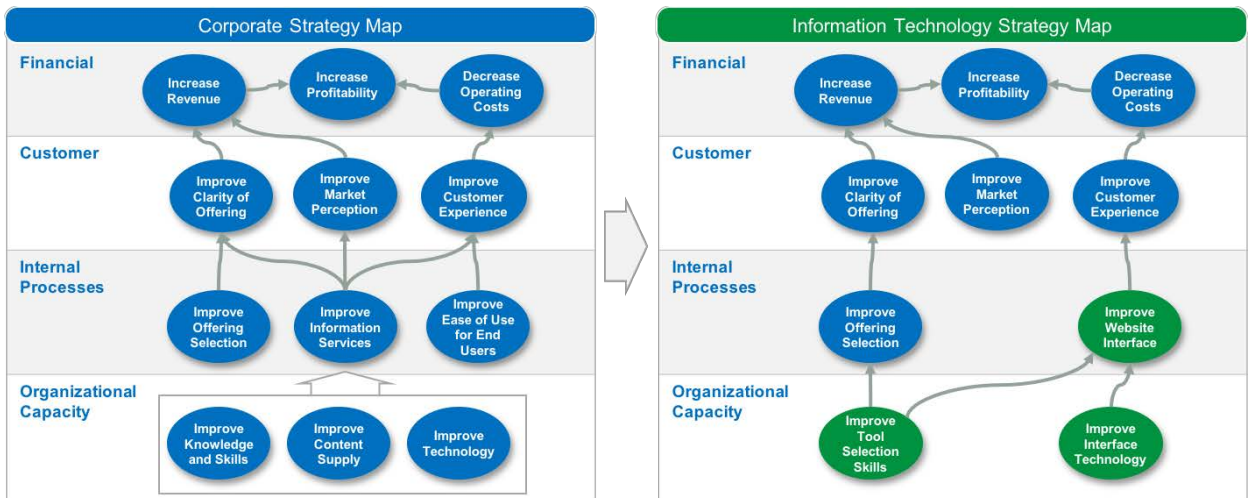 Corporate Strategy Map
Financial
Increase
Revenue
Increase
Profitability
Decrease
Operating
Costs
Customer
Improve
Clarity of
Offering
Improve
Market
Perception
Improve
Customer
Experience
Internal
Processes
Improve
Offering
Selection
Improve
Information
Services
Improve
Ease of Use
for End
Users
Organizational
Capacity
Improve
Knowledge
and Skills
Improve
Content
Supply
Improve
Technology
Information Technology Strategy Map
Financial
Increase
Revenue
Increase
Profitability
Decrease
Operating
Costs
Customer
Improve
Clarity of
Offering
Improve
Market
Perception
Improve
Customer
Experience
Internal
Processes
Improve
Offering
Selection
Improve
Website
Interface
Organizational
Capacity
Improve
Tool
Selection
Skills
Improve
Interface
Technology